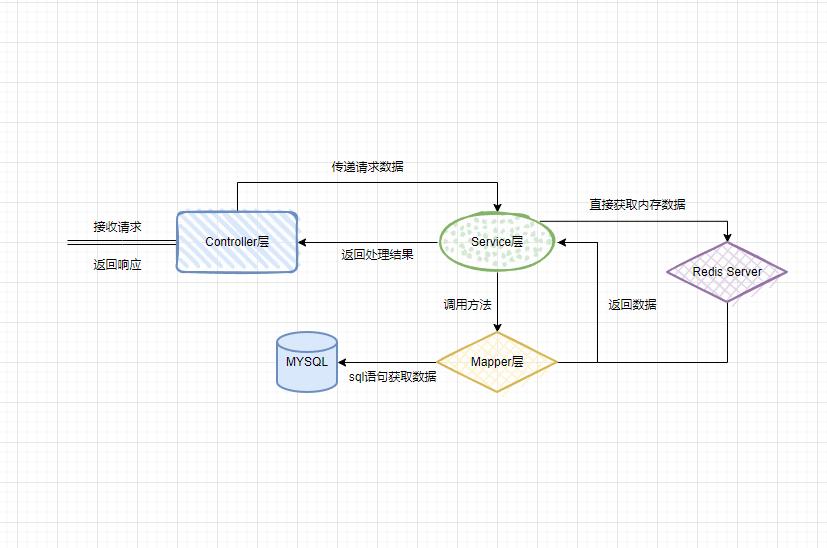 传递请求数据
直接获取内存数据
接收请求
Controller层
Service层
返回处理结果
返回响应
Redis Server
调用方法
返回数据
MYSQL
Mapper层
sql语句获取数据